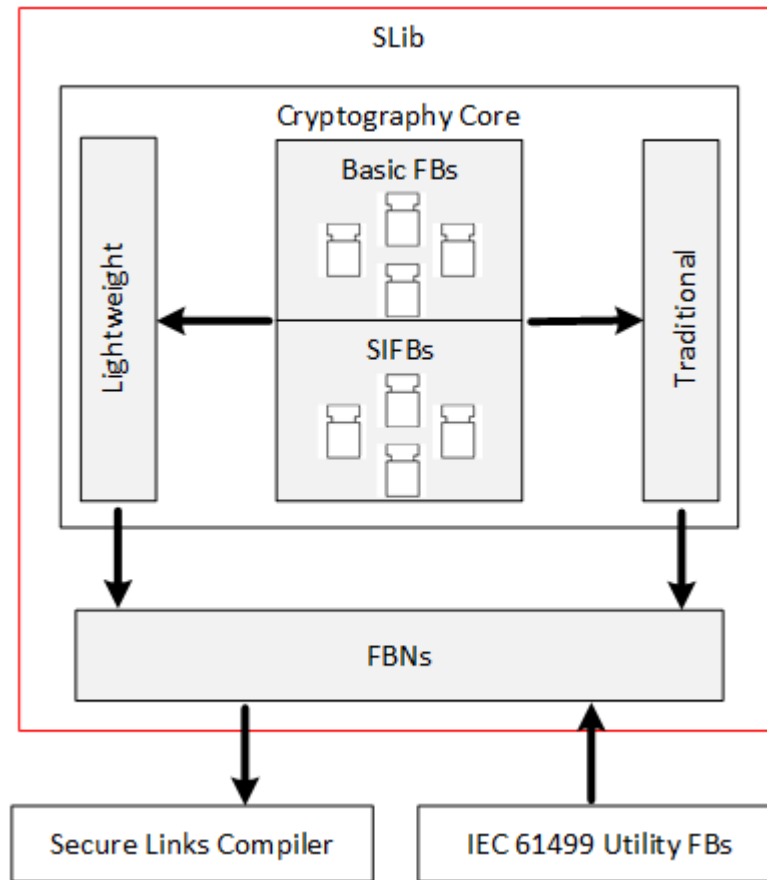 SLib
Cryptography Core
Basic FBs
Lightweight
Traditional
SIFBs
FBNs
Secure Links Compiler
IEC 61499 Utility FBs